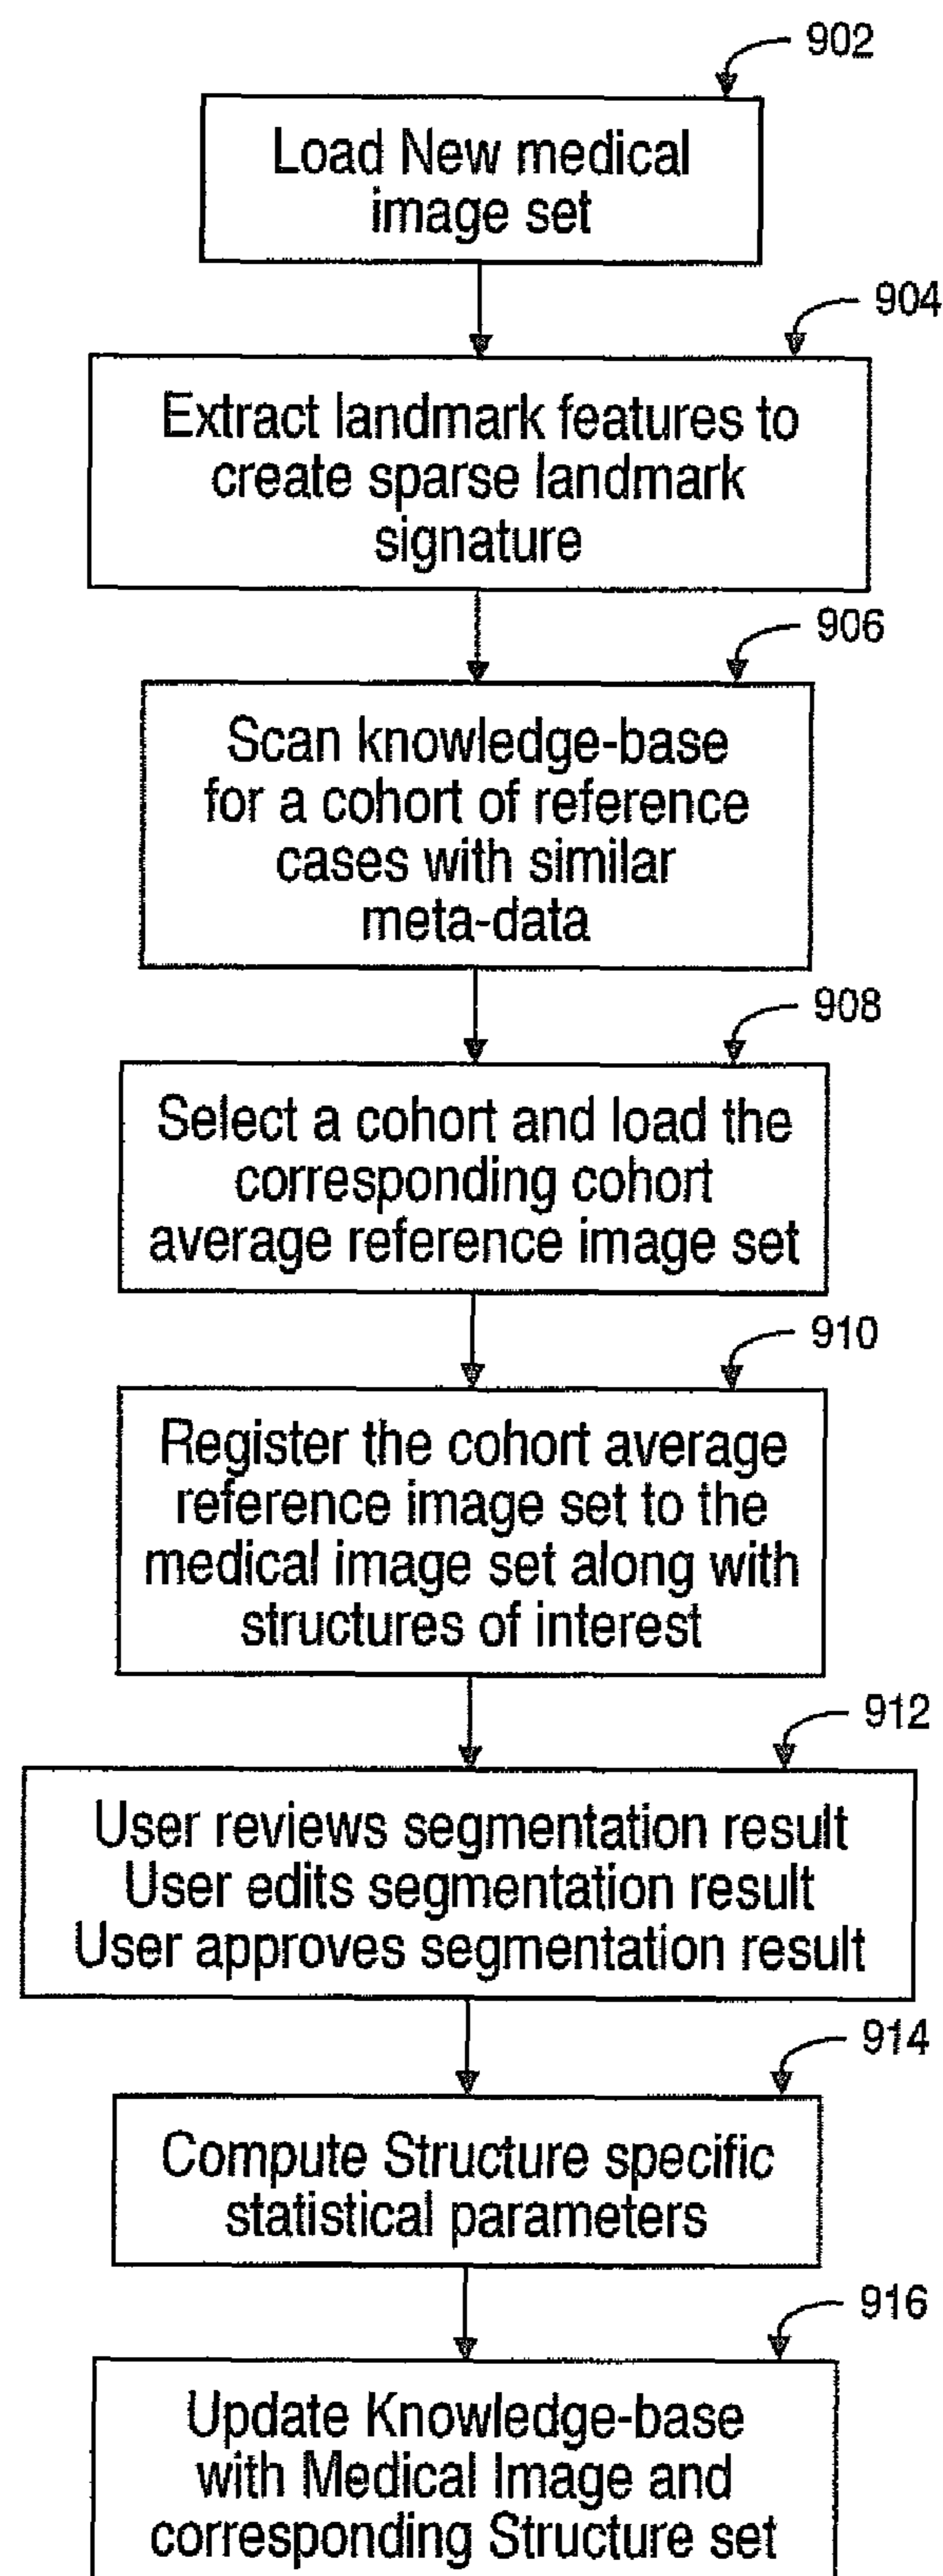 902
Load New medical
image set
904
Extract landmark features to
create sparse landmark
signature
906
Scan knowledge-base
for a cohort of reference
cases with similar
meta-data
908
Select a cohort and load the
corresponding cohort
average reference image set
910
Register the cohort average
reference image set to the
medical image set along with
structures of interest
912
User reviews segmentation result
User edits segmentation result
User approves segmentation result
914
Compute Structure specific
statistical parameters
916
Update Knowledge-base
with Medical Image and
corresponding Structure set